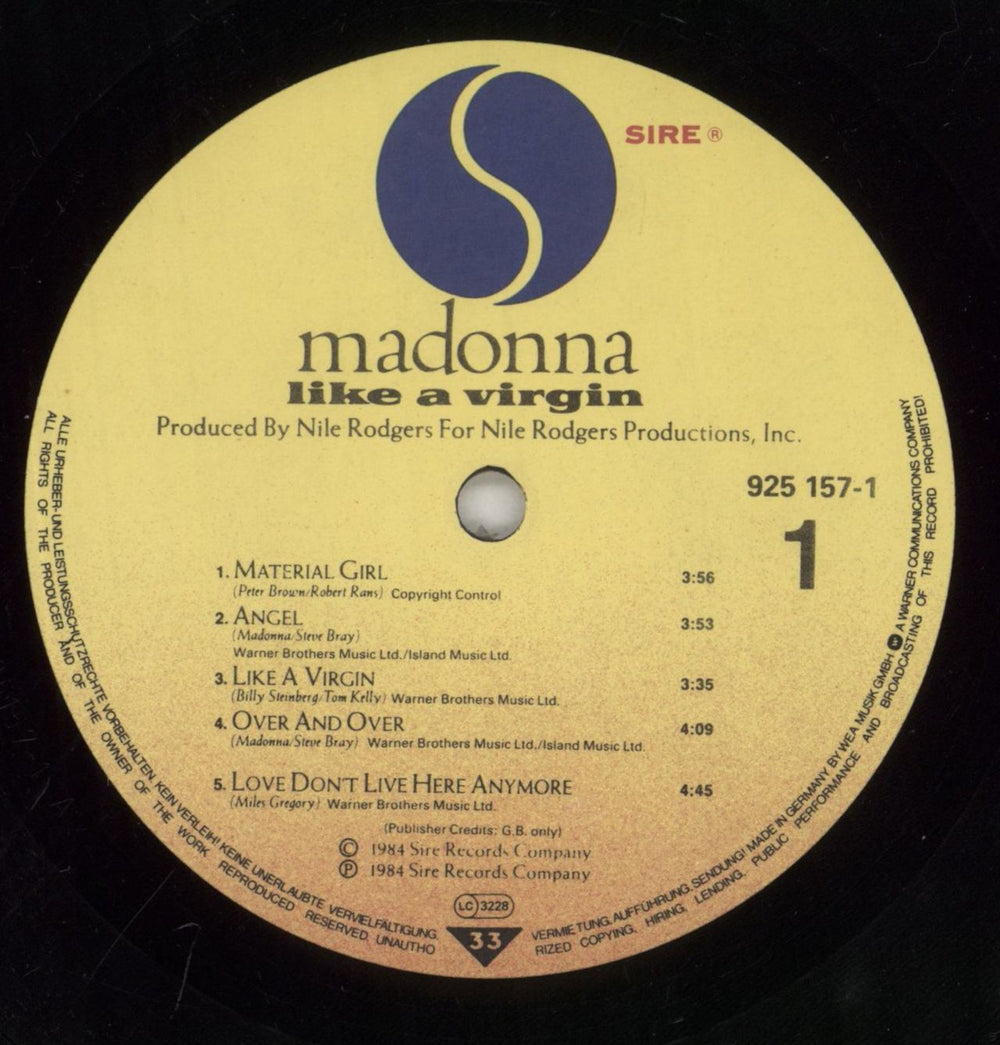 SIRE ®
madonna
like a virgin
Produced By Nile Rodgers For Nile Rodgers Productions, Inc.
925 157-1
1
1. MATERIAL GIRL 3:56
(Peter Brown/Robert Rans) Copyright Control
2. ANGEL 3:53
(Madonna/Steve Bray)
Warner Brothers Music Ltd./Island Music Ltd.
3. LIKE A VIRGIN 3:35
(Billy Steinberg/Tom Kelly) Warner Brothers Music Ltd.
4. OVER AND OVER 4:09
(Madonna/Steve Bray) Warner Brothers Music Ltd./Island Music Ltd.
5. LOVE DON'T LIVE HERE ANYMORE 4:45
(Miles Gregory) Warner Brothers Music Ltd.
(Publisher Credits: G.B. only)
© 1984 Sire Records Company
℗ 1984 Sire Records Company
LC 3228
33
ALLE URHEBER- UND LEISTUNGSSCHUTZRECHTE VORBEHALTEN. KEIN VERLEIH! KEINE UNERLAUBTE VERVIELFÄLTIGUNG, VERMIETUNG, AUFFÜHRUNG, SENDUNG! MADE IN GERMANY BY WEA MUSIK GMBH A WARNER COMMUNICATIONS COMPANY
ALL RIGHTS OF THE PRODUCER AND OF THE OWNER OF THE WORK REPRODUCED RESERVED. UNAUTHORIZED COPYING, HIRING, LENDING, PUBLIC PERFORMANCE AND BROADCASTING OF THIS RECORD PROHIBITED!